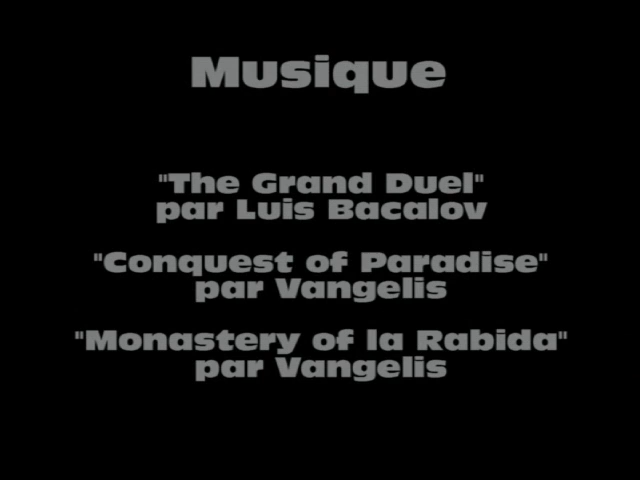 Musique
"The Grand Duel"
par Luis Bacalov
"Conquest of Paradise"
par Vangelis
"Monastery of la Rabida"
par Vangelis